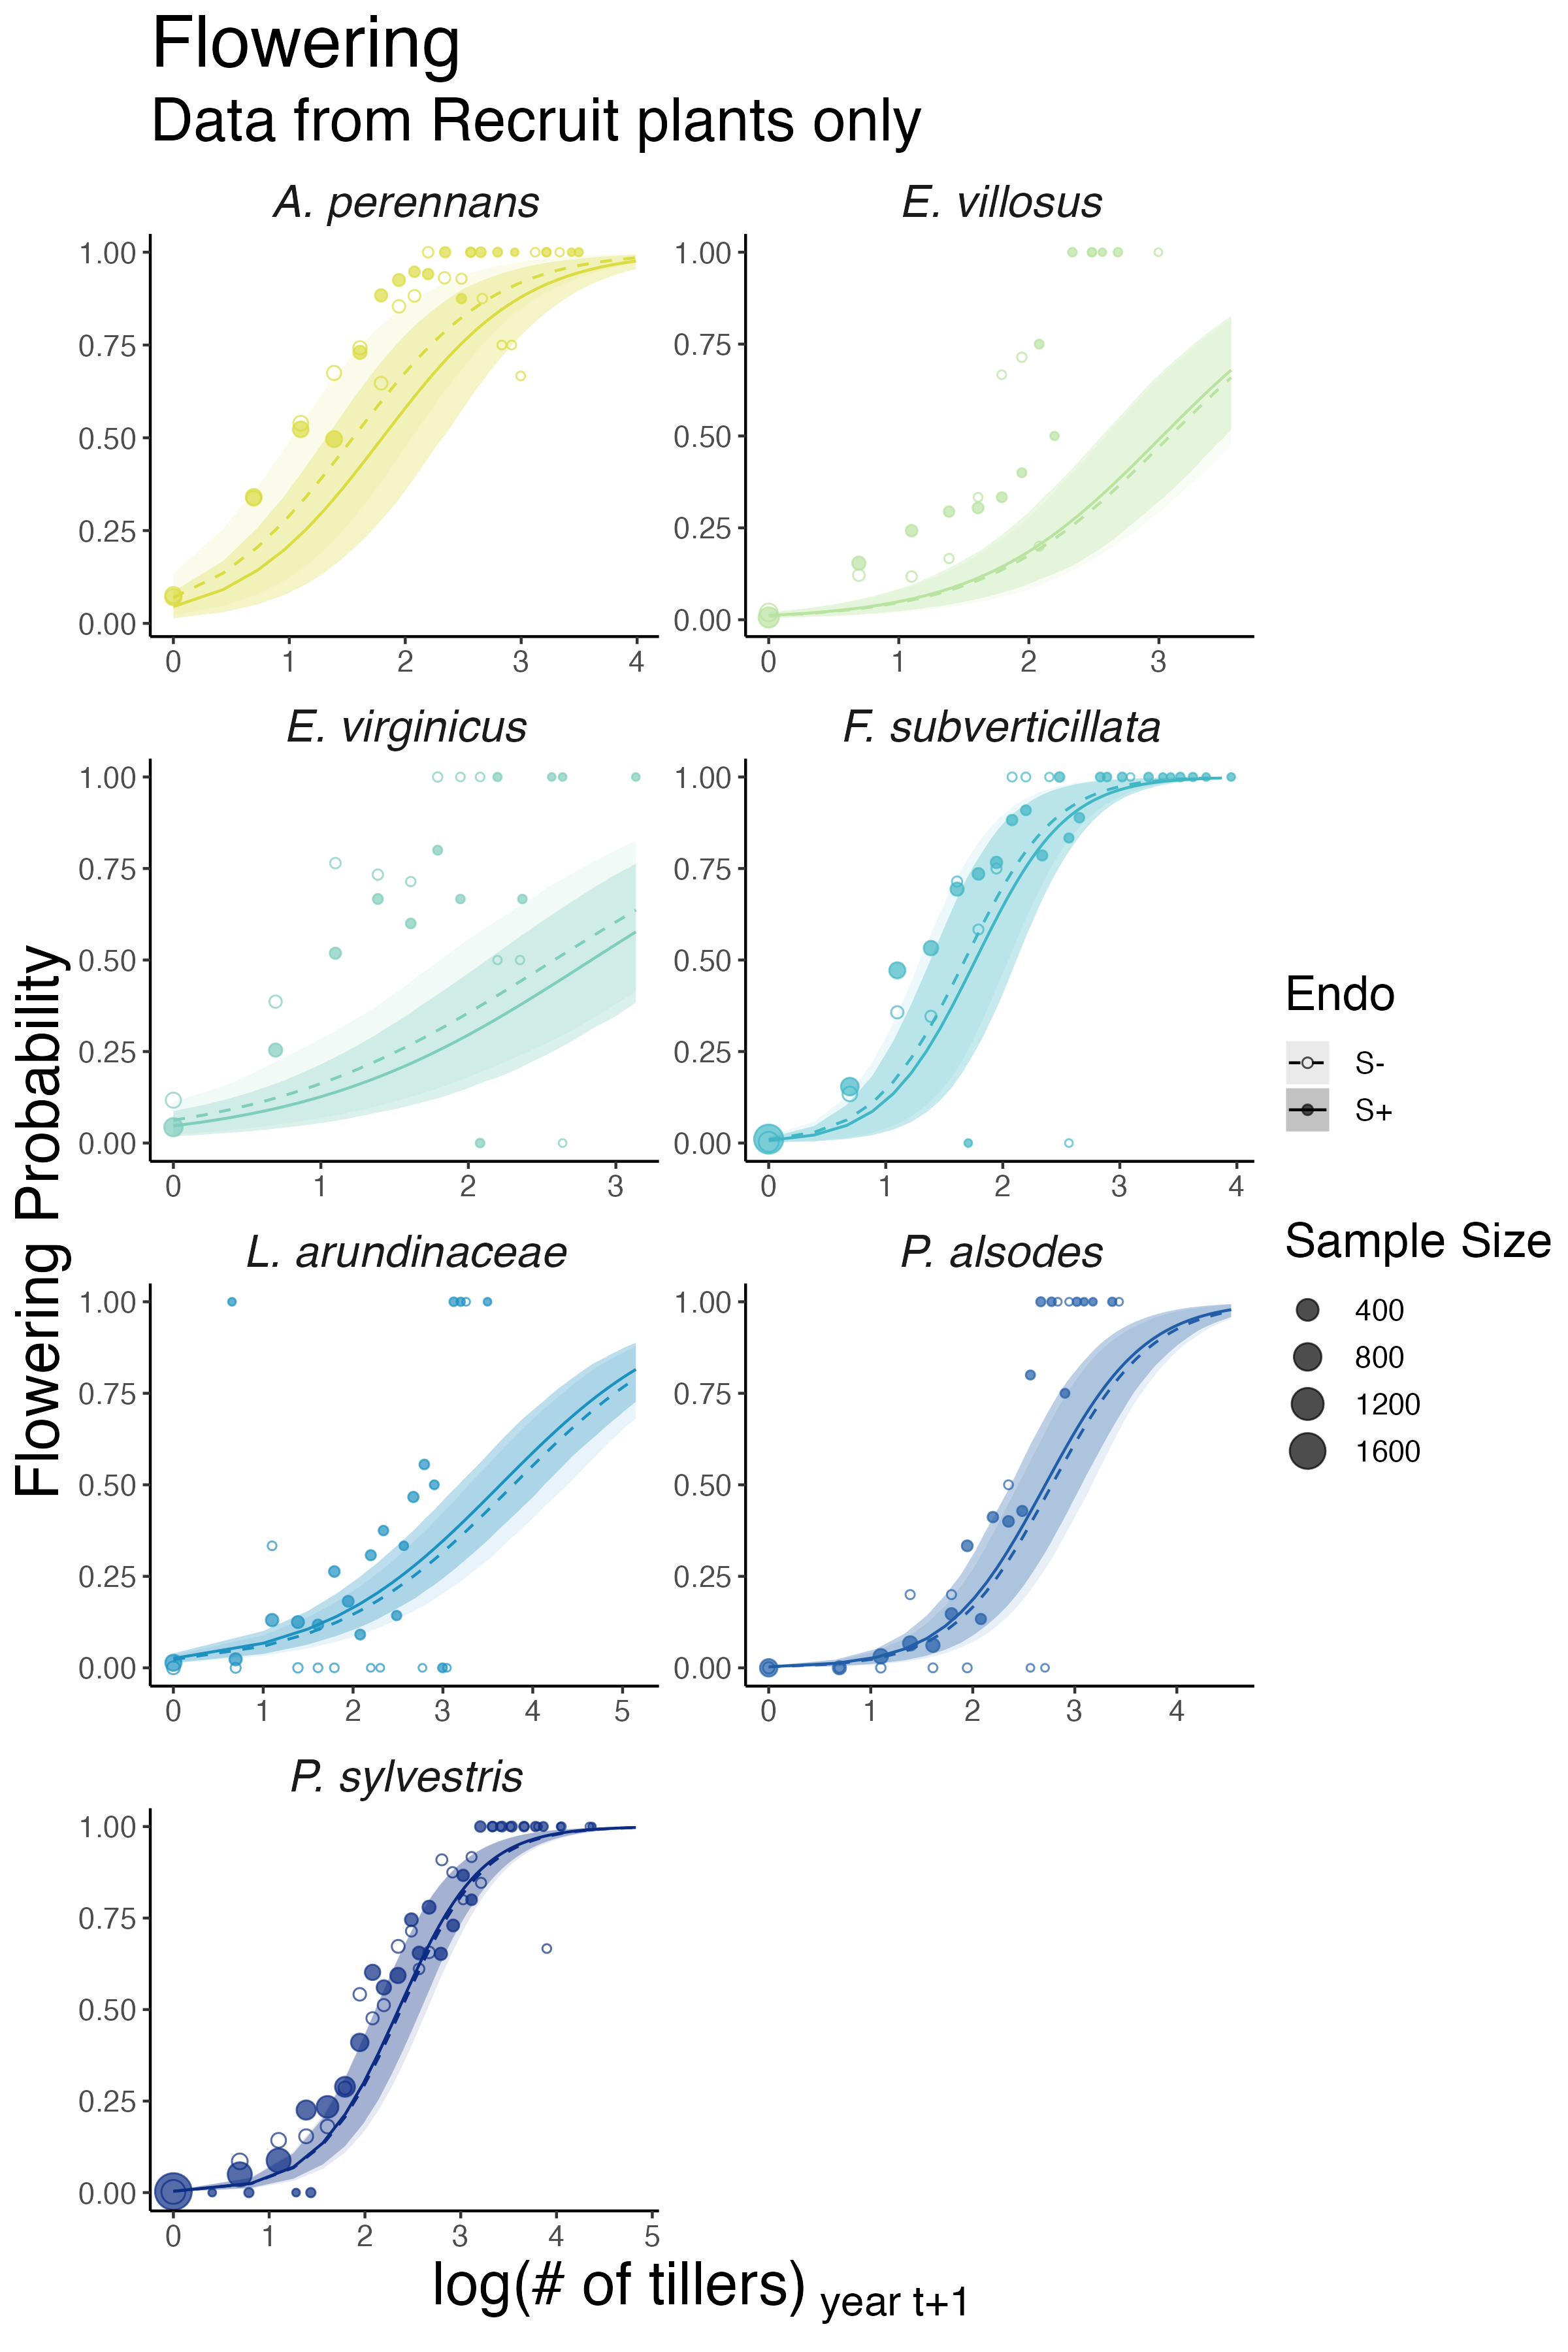 Flowering
Data from Recruit plants only
A. perennans
1.00
0.75
0.50
0.25
0.00
0 1 2 3 4
E. villosus
1.00
0.75
0.50
0.25
0.00
0 1 2 3
E. virginicus
1.00
0.75
0.50
0.25
0.00
0 1 2 3
F. subverticillata
1.00
0.75
0.50
0.25
0.00
0 1 2 3 4
L. arundinaceae
1.00
0.75
0.50
0.25
0.00
0 1 2 3 4 5
P. alsodes
1.00
0.75
0.50
0.25
0.00
0 1 2 3 4
P. sylvestris
1.00
0.75
0.50
0.25
0.00
0 1 2 3 4 5
Flowering Probability
log(# of tillers) year t+1
Endo
S-
S+
Sample Size
400
800
1200
1600